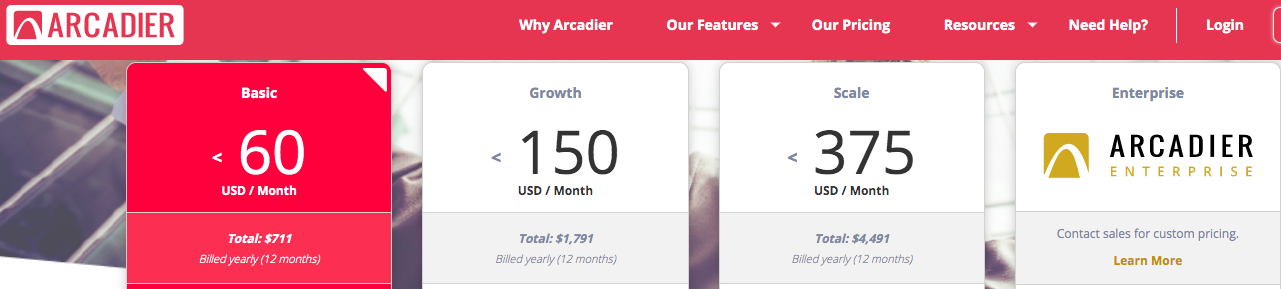 ARCADIER
Why Arcadier
Our Features
Our Pricing
Resources
Need Help?
Login
Basic
< 60
USD / Month
Total: $711
Billed yearly (12 months)
Growth
< 150
USD / Month
Total: $1,791
Billed yearly (12 months)
Scale
< 375
USD / Month
Total: $4,491
Billed yearly (12 months)
Enterprise
ARCADIER
ENTERPRISE
Contact sales for custom pricing.
Learn More